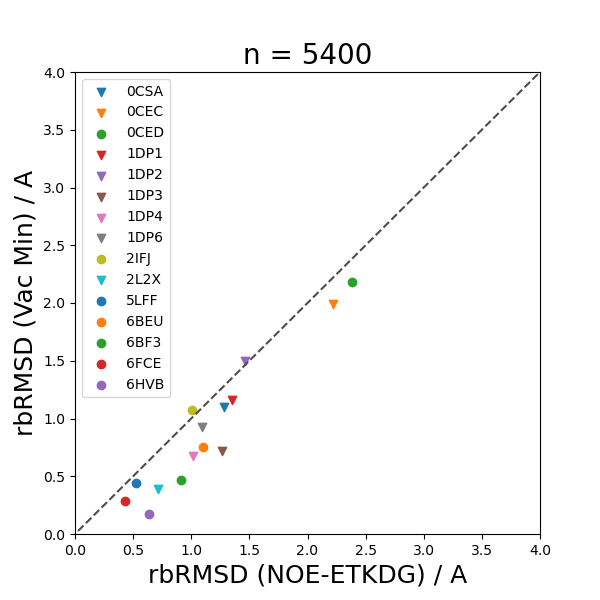 n = 5400
rbRMSD (Vac Min) / A
4.0
3.5
3.0
2.5
2.0
1.5
1.0
0.5
0.0
0CSA
0CEC
0CED
1DP1
1DP2
1DP3
1DP4
1DP6
2IFJ
2L2X
5LFF
6BEU
6BF3
6FCE
6HVB
0.0 0.5 1.0 1.5 2.0 2.5 3.0 3.5 4.0
rbRMSD (NOE-ETKDG) / A